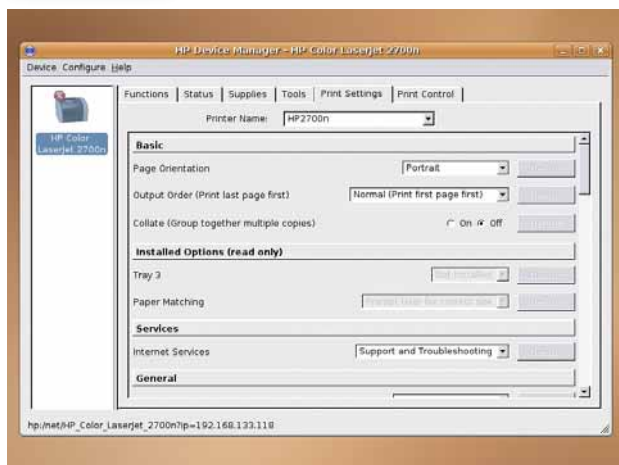 HP Device Manager - HP Color LaserJet 2700n
Device Configure Help
Functions Status Supplies Tools Print Settings Print Control
HP Color
LaserJet 2700n
Printer Name: HP2700n
Basic
Page Orientation Portrait
Output Order (Print last page first) Normal (Print first page first)
Collate (Group together multiple copies) On Off
Installed Options (read only)
Tray 3 Not installed
Paper Matching
Services
Internet Services Support and Troubleshooting
General
hp:/net/HP_Color_LaserJet_2700n?ip=192.168.133.118